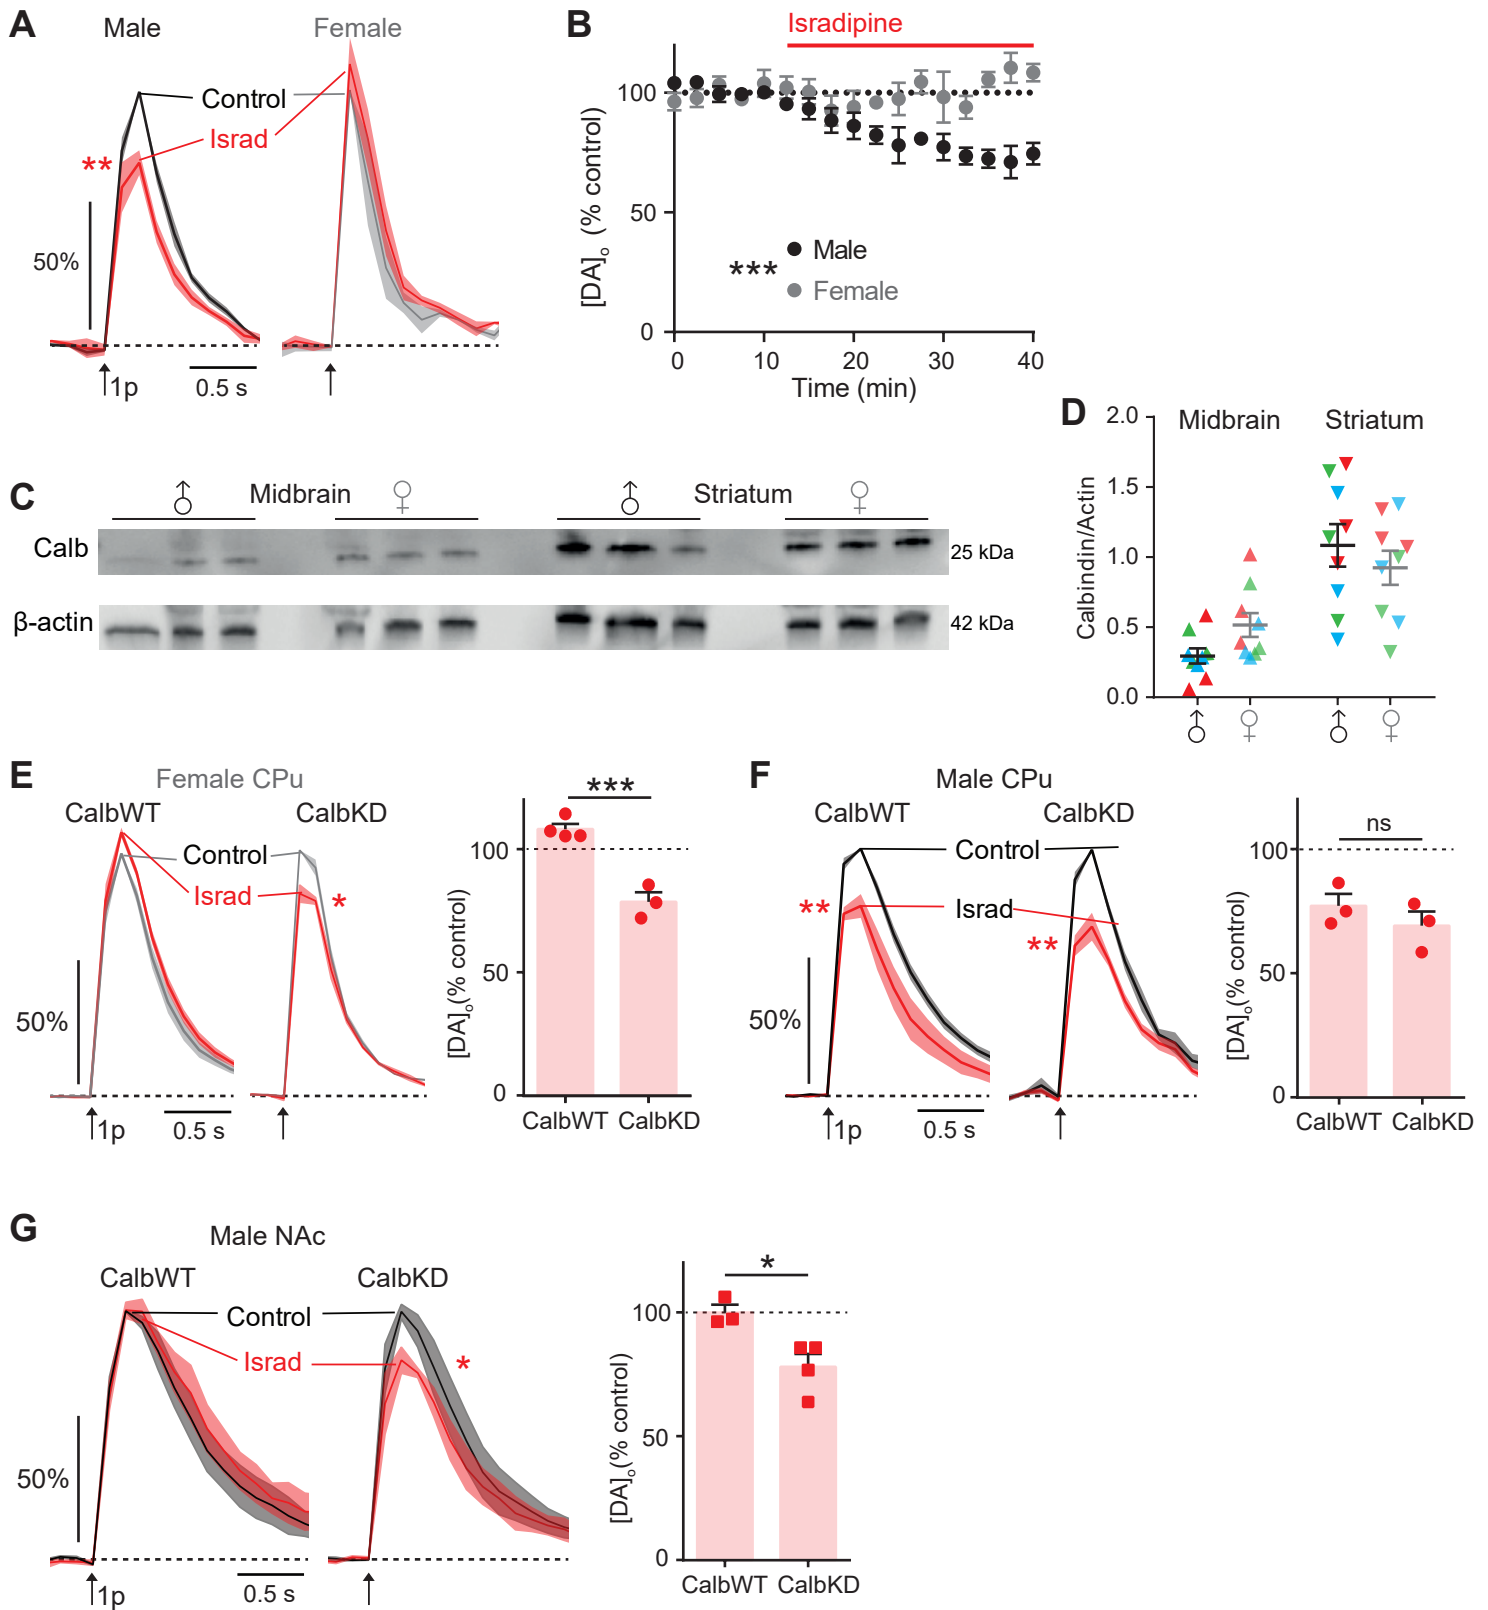 A
Male
Female
Control
Israd
**
50%
1p
0.5 s
B
Isradipine
[DA]o (% control)
100
50
0
***
Male
Female
0 10 20 30 40
Time (min)
C
♂ Midbrain ♀ ♂ Striatum ♀
Calb
25 kDa
β-actin
42 kDa
D
Midbrain Striatum
Calbindin/Actin
2.0
1.5
1.0
0.5
0.0
♂ ♀ ♂ ♀
E
Female CPu
CalbWT CalbKD
Control
Israd
*
50%
1p
0.5 s
***
[DA]o(% control)
100
50
0
CalbWT CalbKD
F
Male CPu
CalbWT CalbKD
Control
** Israd
**
50%
1p
0.5 s
ns
[DA]o(% control)
100
50
0
CalbWT CalbKD
G
Male NAc
CalbWT CalbKD
Control
Israd *
50%
1p
0.5 s
*
[DA]o(% control)
100
50
0
CalbWT CalbKD